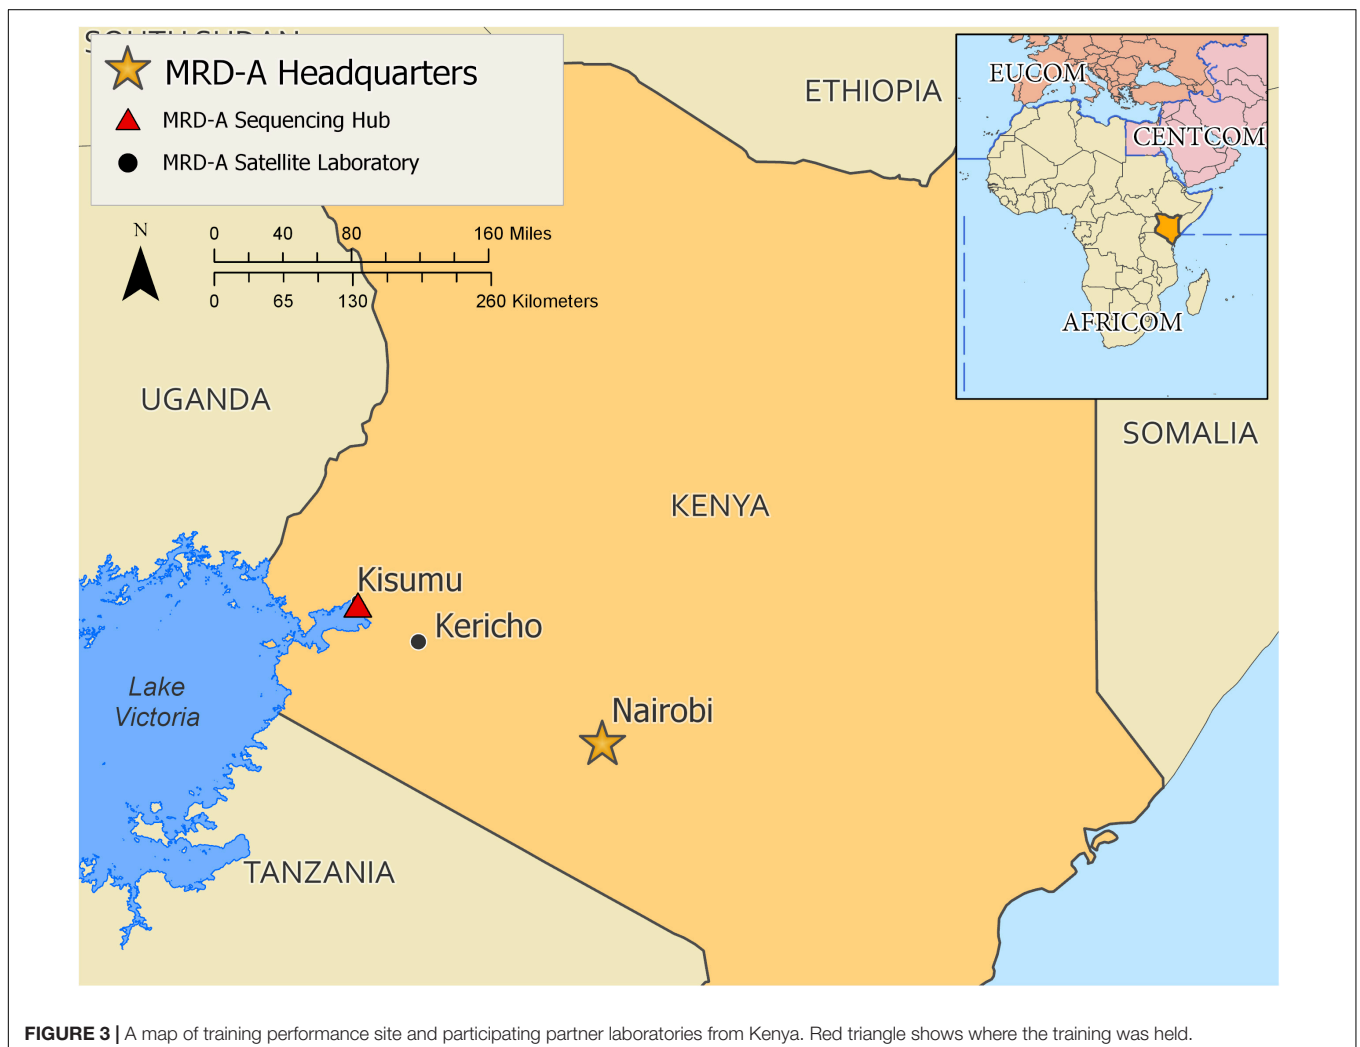 SOUTH SUDAN
MRD-A Headquarters
MRD-A Sequencing Hub
MRD-A Satellite Laboratory
N
0 40 80 160 Miles
0 65 130 260 Kilometers
ETHIOPIA
EUCOM
CENTCOM
AFRICOM
UGANDA
SOMALIA
KENYA
Kisumu
Kericho
Lake
Victoria
Nairobi
TANZANIA
FIGURE 3 | A map of training performance site and participating partner laboratories from Kenya. Red triangle shows where the training was held.